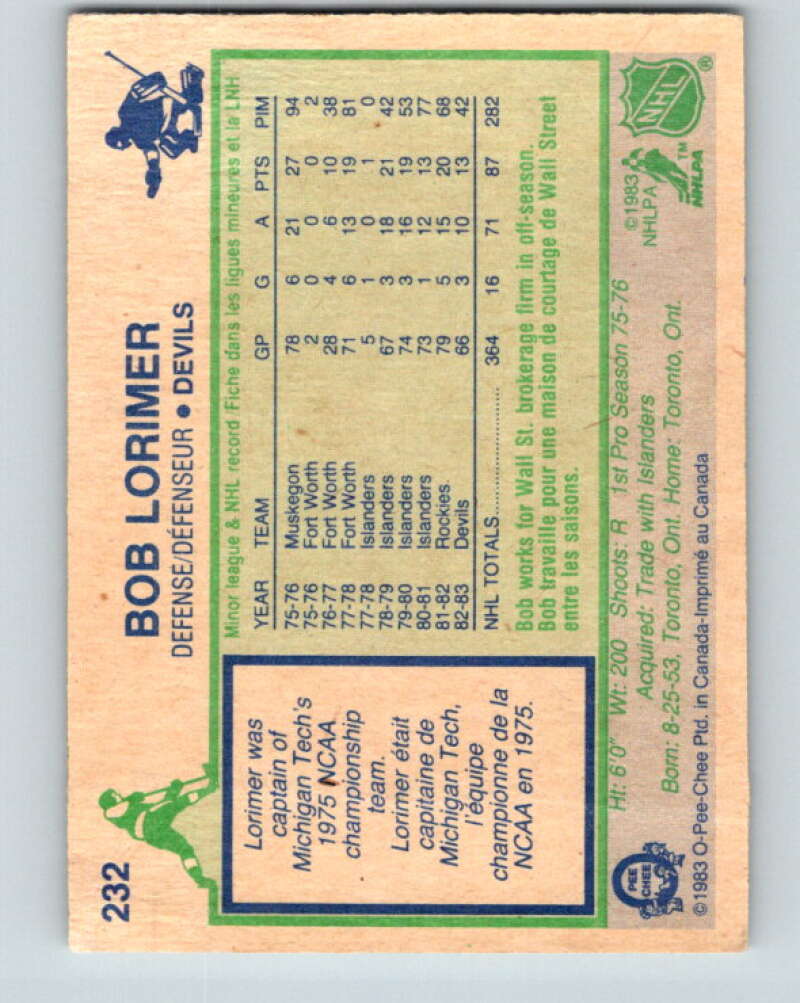 232
BOB LORIMER
DEFENSE/DÉFENSEUR ● DEVILS
Lorimer was
captain of
Michigan Tech's
1975 NCAA
championship
team.
Lorimer était
capitaine de
Michigan Tech,
l'équipe
championne de la
NCAA en 1975.
Minor league & NHL record Fiche dans les ligues mineures et la LNH
YEAR TEAM GP G A PTS PIM
75-76 Muskegon 78 6 21 27 94
75-76 Fort Worth 2 0 0 0 2
76-77 Fort Worth 28 4 6 10 38
77-78 Fort Worth 71 6 13 19 81
77-78 Islanders 5 1 0 1 0
78-79 Islanders 67 3 18 21 42
79-80 Islanders 74 3 16 19 53
80-81 Islanders 73 1 12 13 77
81-82 Rockies 79 5 15 20 68
82-83 Devils 66 3 10 13 42
NHL TOTALS.................. 364 16 71 87 282
Bob works for Wall St. brokerage firm in off-season.
Bob travaille pour une maison de courtage de Wall Street
entre les saisons.
Ht: 6'0" Wt: 200 Shoots: R 1st Pro Season 75-76
Acquired: Trade with Islanders
Born: 8-25-53, Toronto, Ont. Home: Toronto, Ont.
©1983 O-Pee-Chee Ptd. in Canada-Imprimé au Canada
O
PEE
CHEE
©1983
NHLPA
NHLPA™
NHL®